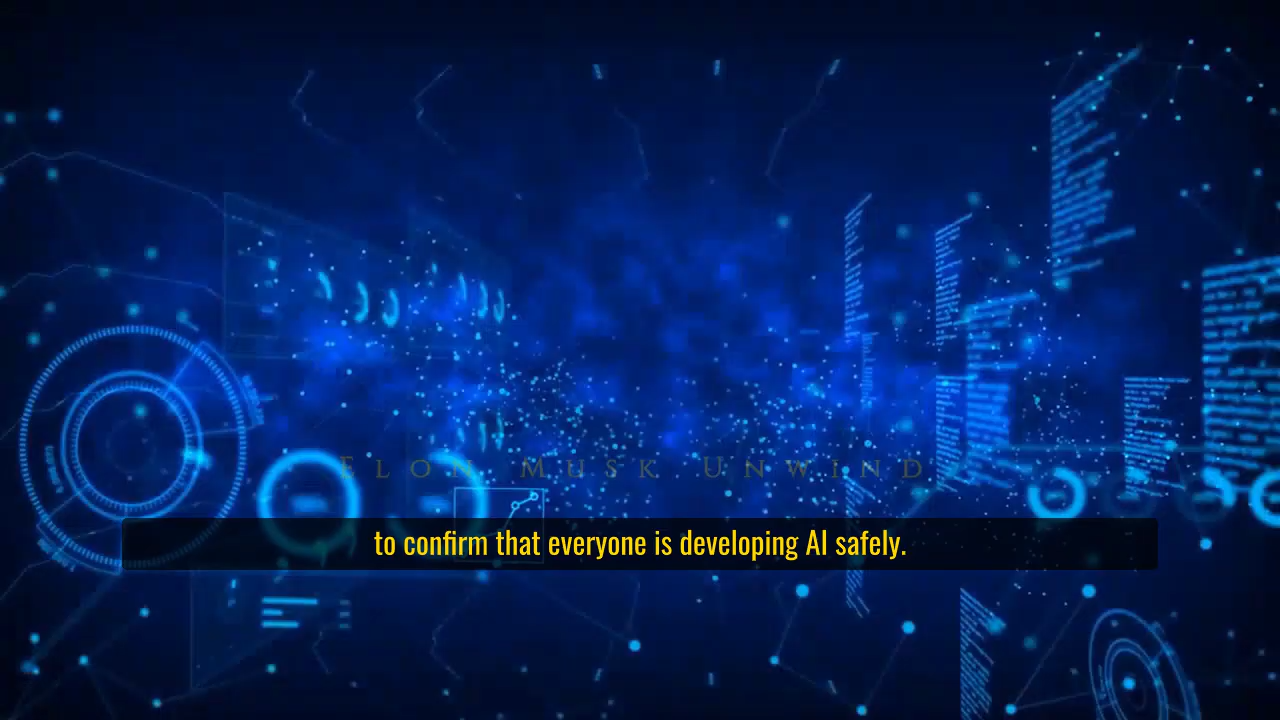 Elon Musk Unwind
to confirm that everyone is developing AI safely.